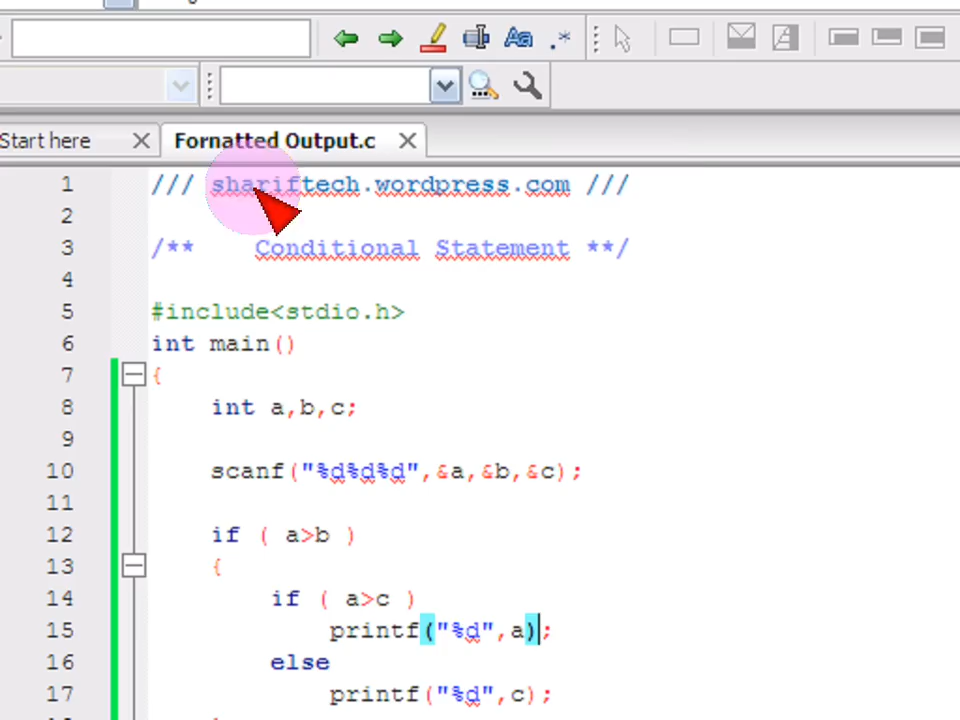 Start here
Fornatted Output.c
1 /// shariftech.wordpress.com ///
2
3 /** Conditional Statement **/
4
5 #include<stdio.h>
6 int main()
7 {
8 int a,b,c;
9
10 scanf("%d%d%d",&a,&b,&c);
11
12 if ( a>b )
13 {
14 if ( a>c )
15 printf("%d",a);
16 else
17 printf("%d",c);